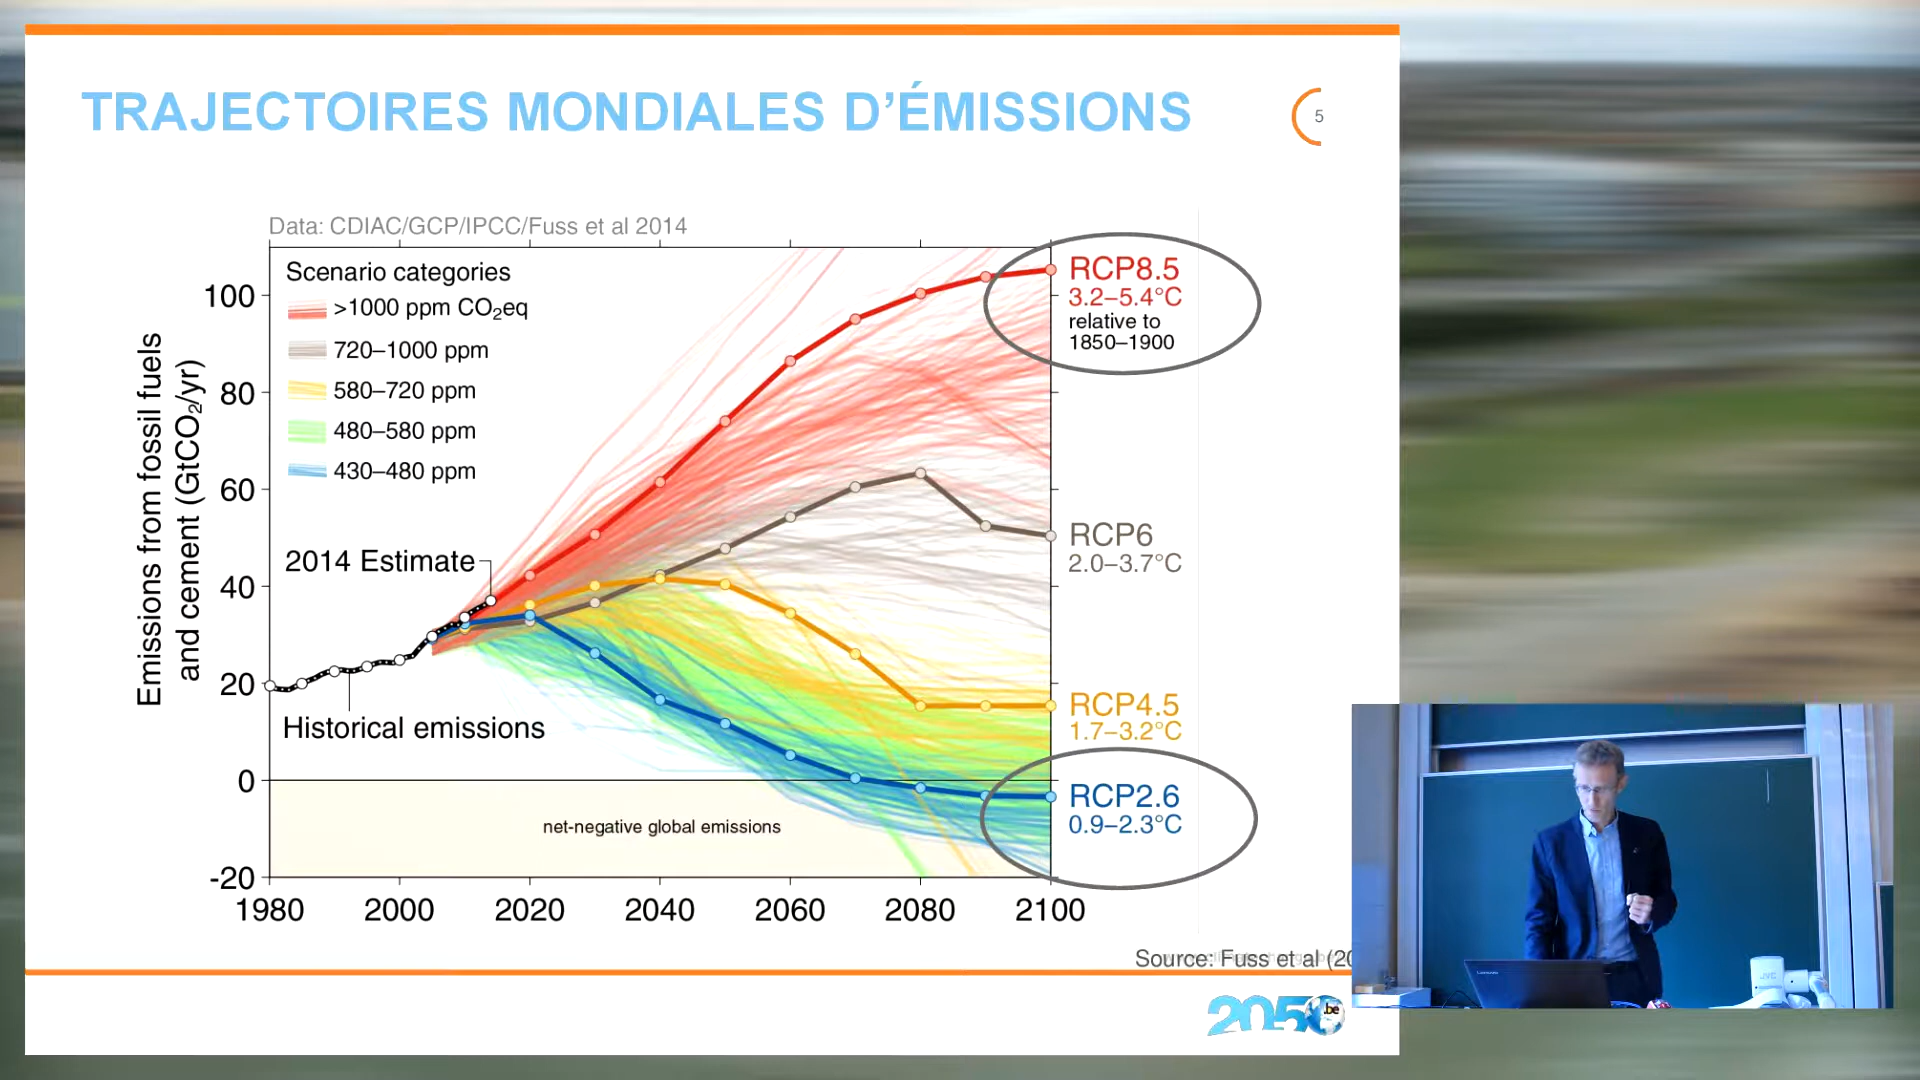 TRAJECTOIRES MONDIALES D'ÉMISSIONS
5
Data: CDIAC/GCP/IPCC/Fuss et al 2014
Scenario categories
>1000 ppm CO₂eq
720–1000 ppm
580–720 ppm
480–580 ppm
430–480 ppm
Emissions from fossil fuels
and cement (GtCO₂/yr)
100
80
60
40
20
0
-20
2014 Estimate
Historical emissions
net-negative global emissions
1980 2000 2020 2040 2060 2080 2100
RCP8.5
3.2–5.4°C
relative to
1850–1900
RCP6
2.0–3.7°C
RCP4.5
1.7–3.2°C
RCP2.6
0.9–2.3°C
Source: Fuss et al (20
2050
.be
JVC